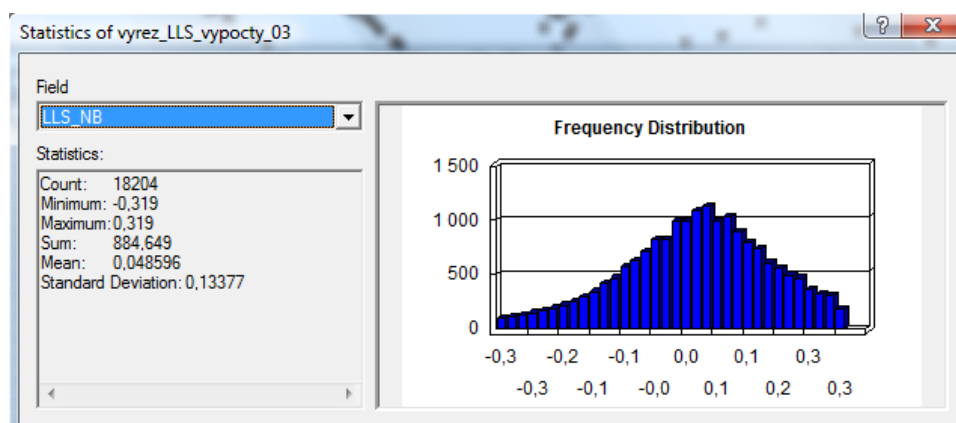 Statistics of vyrez_LLS_vypocty_03
?
X
Field
LLS_NB
Statistics:
Count: 18204
Minimum: -0,319
Maximum: 0,319
Sum: 884,649
Mean: 0,048596
Standard Deviation: 0,13377
Frequency Distribution
1 500
1 000
500
0
-0,3 -0,2 -0,1 0,0 0,1 0,3
-0,3 -0,1 -0,0 0,1 0,2 0,3